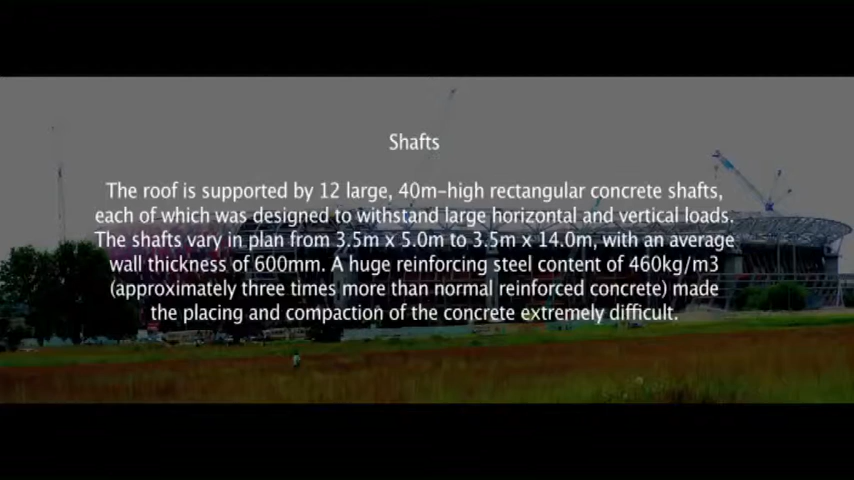 Shafts
The roof is supported by 12 large, 40m-high rectangular concrete shafts,
each of which was designed to withstand large horizontal and vertical loads.
The shafts vary in plan from 3.5m x 5.0m to 3.5m x 14.0m, with an average
wall thickness of 600mm. A huge reinforcing steel content of 460kg/m3
(approximately three times more than normal reinforced concrete) made
the placing and compaction of the concrete extremely difficult.